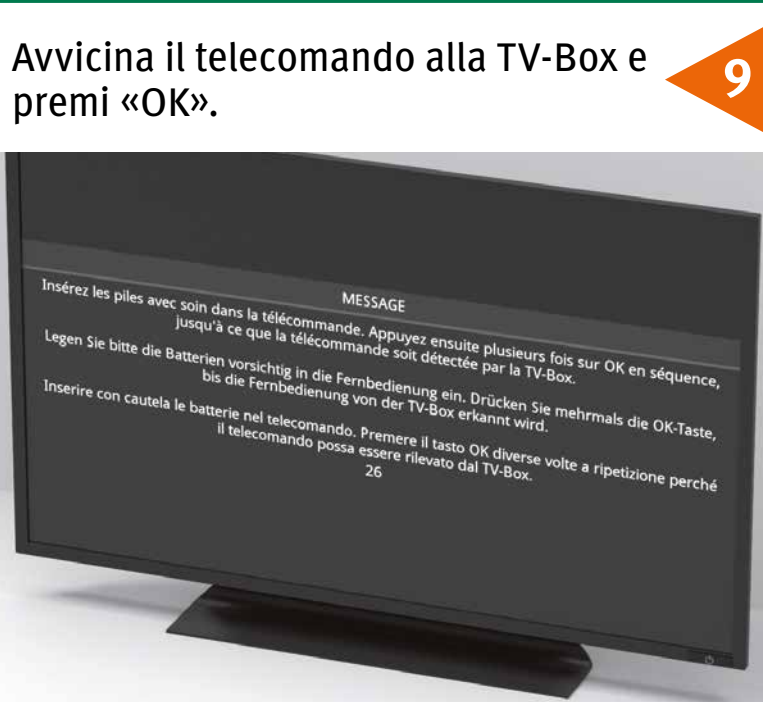 Avvicina il telecomando alla TV-Box e
premi «OK».
9
MESSAGE
Insérez les piles avec soin dans la télécommande. Appuyez ensuite plusieurs fois sur OK en séquence,
jusqu'à ce que la télécommande soit détectée par la TV-Box.
Legen Sie bitte die Batterien vorsichtig in die Fernbedienung ein. Drücken Sie mehrmals die OK-Taste,
bis die Fernbedienung von der TV-Box erkannt wird.
Inserire con cautela le batterie nel telecomando. Premere il tasto OK diverse volte a ripetizione perché
il telecomando possa essere rilevato dal TV-Box.
26